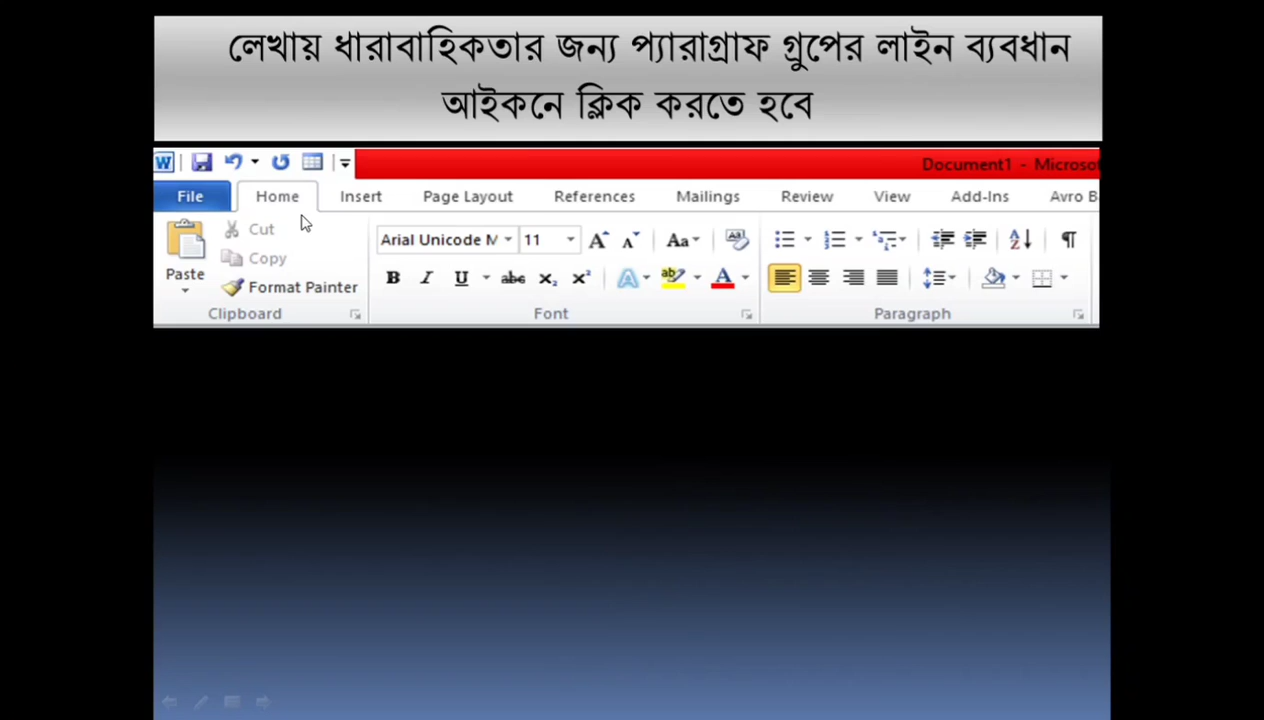 লেখায় ধারাবাহিকতার জন্য প্যারাগ্রাফ গ্রুপের লাইন ব্যবধান
আইকনে ক্লিক করতে হবে
Document1 - Microsof
File Home Insert Page Layout References Mailings Review View Add-Ins Avro B
Cut
Arial Unicode M 11
Copy
Paste
Format Painter
Clipboard Font Paragraph